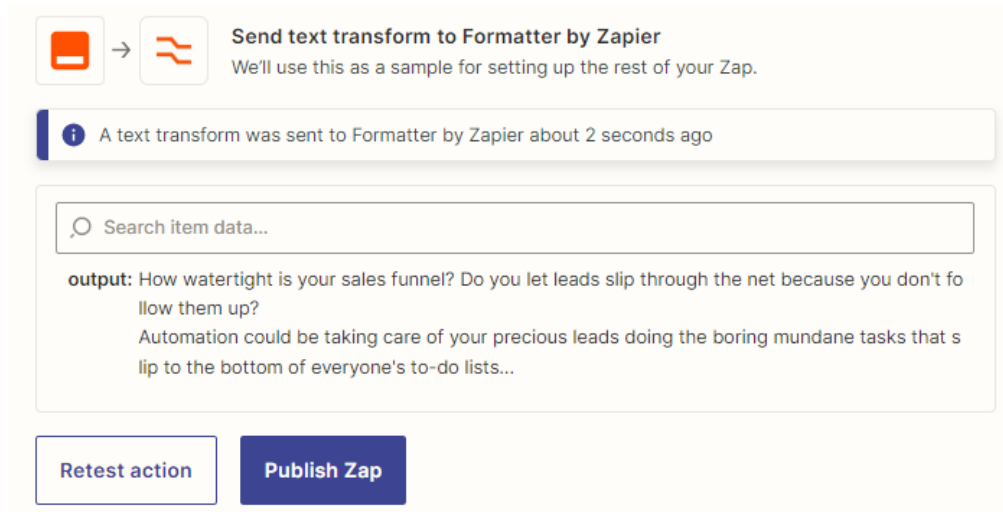 Send text transform to Formatter by Zapier
We'll use this as a sample for setting up the rest of your Zap.
A text transform was sent to Formatter by Zapier about 2 seconds ago
Search item data...
output: How watertight is your sales funnel? Do you let leads slip through the net because you don't fo
llow them up?
Automation could be taking care of your precious leads doing the boring mundane tasks that s
lip to the bottom of everyone's to-do lists...
Retest action Publish Zap